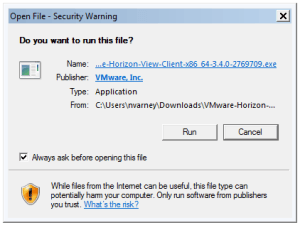 Open File - Security Warning
Do you want to run this file?
Name: ...e-Horizon-View-Client-x86_64-3.4.0-2769709.exe
Publisher: VMware, Inc.
Type: Application
From: C:\Users\nvarney\Downloads\VMware-Horizon-...
Run Cancel
Always ask before opening this file
While files from the Internet can be useful, this file type can
potentially harm your computer. Only run software from publishers
you trust. What's the risk?